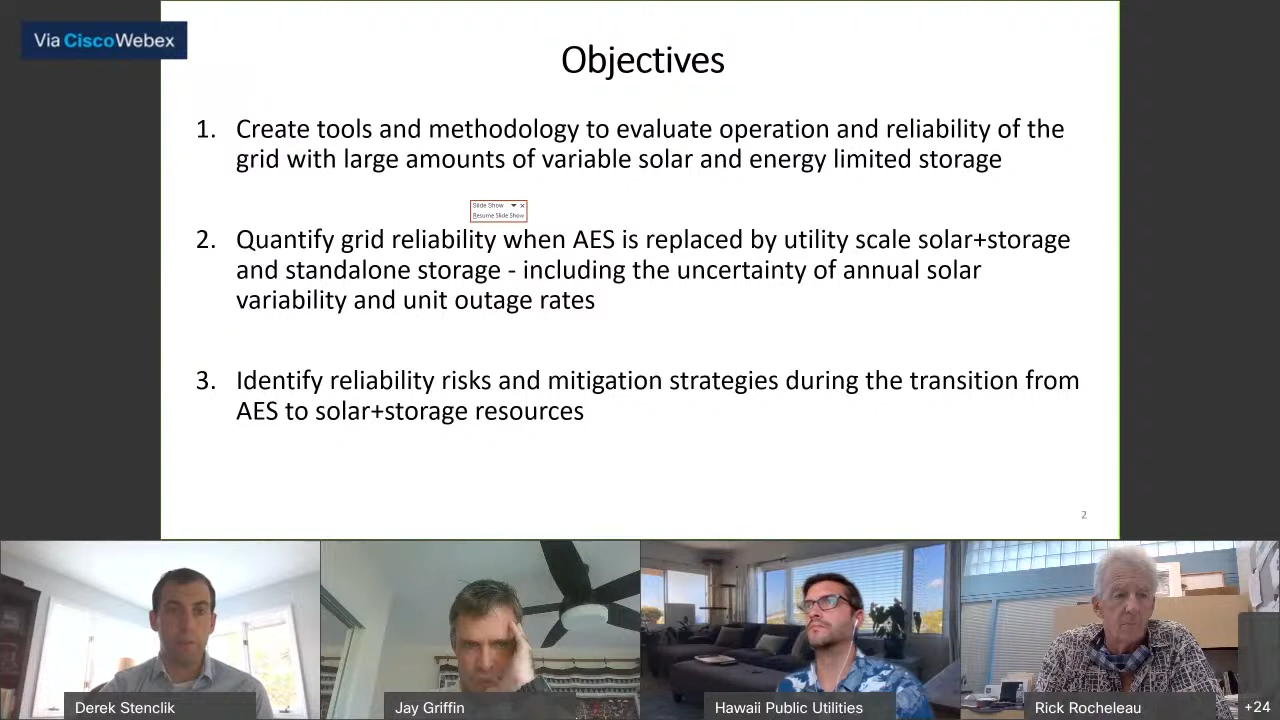 Via CiscoWebex
Objectives
1. Create tools and methodology to evaluate operation and reliability of the
grid with large amounts of variable solar and energy limited storage
Slide Show
Resume Slide Show
2. Quantify grid reliability when AES is replaced by utility scale solar+storage
and standalone storage - including the uncertainty of annual solar
variability and unit outage rates
3. Identify reliability risks and mitigation strategies during the transition from
AES to solar+storage resources
2
Derek Stenclik
Jay Griffin
Hawaii Public Utilities
Rick Rocheleau
+24